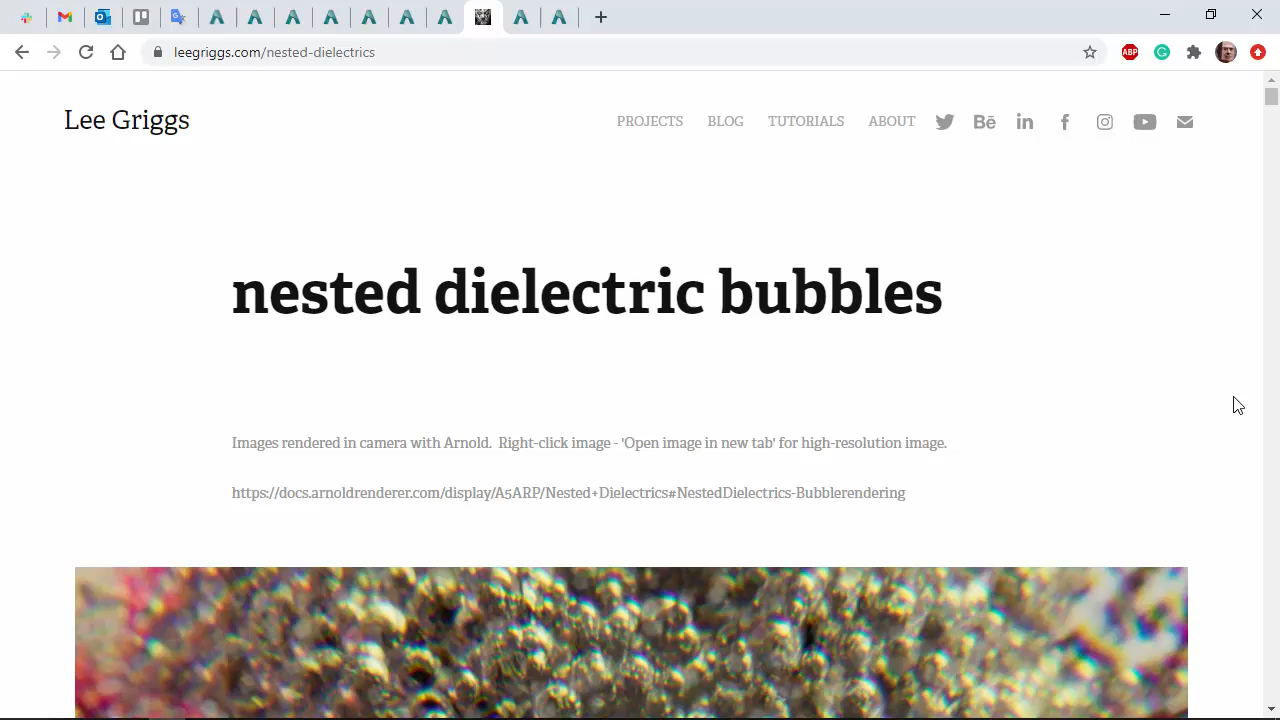 leegriggs.com/nested-dielectrics
ABP
Lee Griggs
PROJECTS BLOG TUTORIALS ABOUT
nested dielectric bubbles
Images rendered in camera with Arnold. Right-click image - 'Open image in new tab' for high-resolution image.
https://docs.arnoldrenderer.com/display/A5ARP/Nested+Dielectrics#NestedDielectrics-Bubblerendering